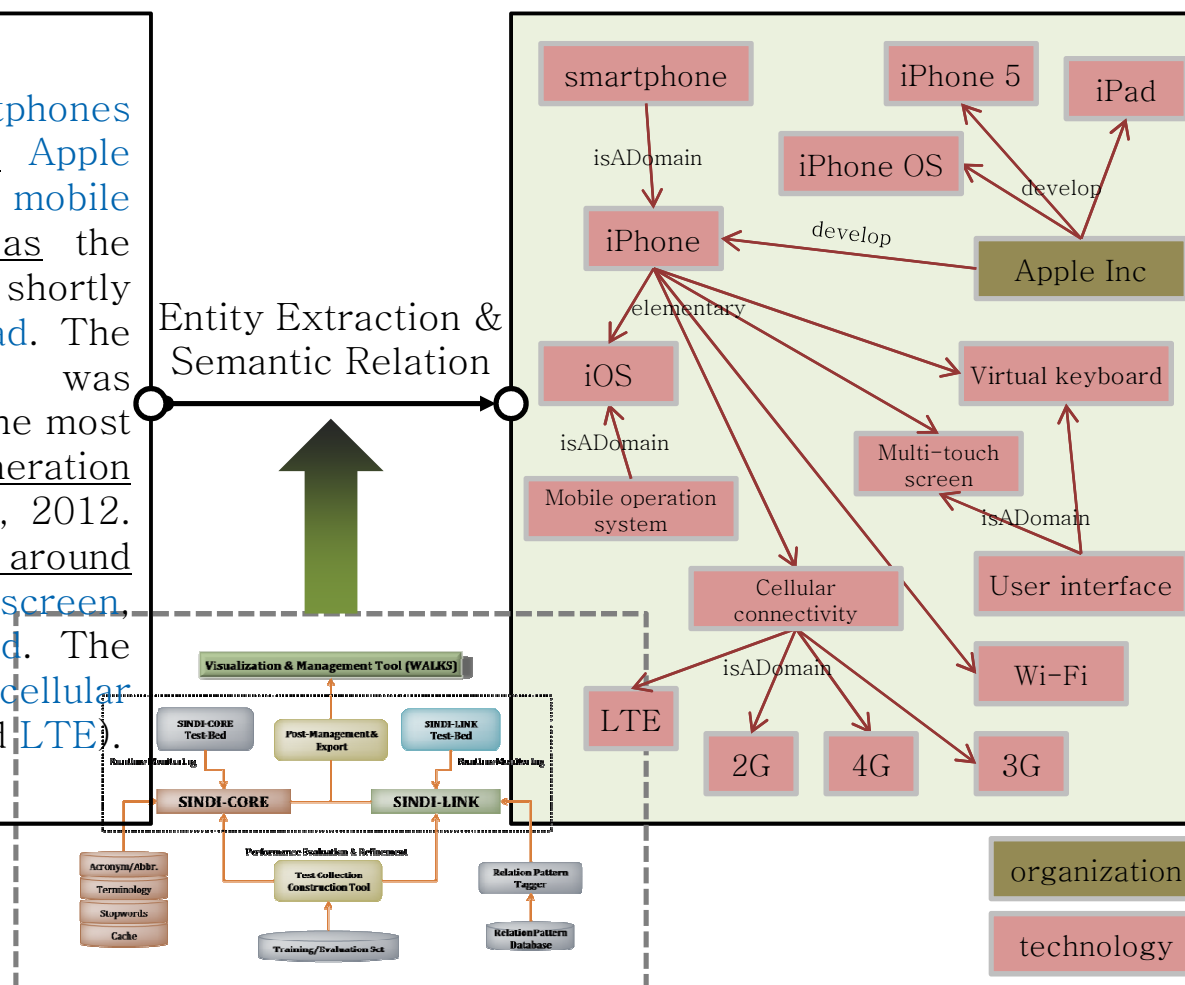 tphones
Apple
mobile
as the
shortly
ad. The
was
he most
neration
, 2012.
around
screen,
d. The
cellular
d LTE).
Entity Extraction &
Semantic Relation
smartphone
iPhone 5
iPad
isADomain
iPhone OS
develop
iPhone
develop
Apple Inc
elementary
iOS
Virtual keyboard
isADomain
Multi-touch
screen
Mobile operation
system
isADomain
Cellular
connectivity
User interface
isADomain
Wi-Fi
LTE
2G
4G
3G
organization
technology
Visualization & Management Tool (WALKS)
SINDI-CORE
Test-Bed
Post-Management &
Export
SINDI-LINK
Test-Bed
SINDI-CORE
SINDI-LINK
Performance Evaluation & Refinement
Acronym/Abbr.
Terminology
Stopwords
Cache
Test Collection
Construction Tool
Relation Pattern
Tagger
Training/Evaluation Set
Relation Pattern
Database